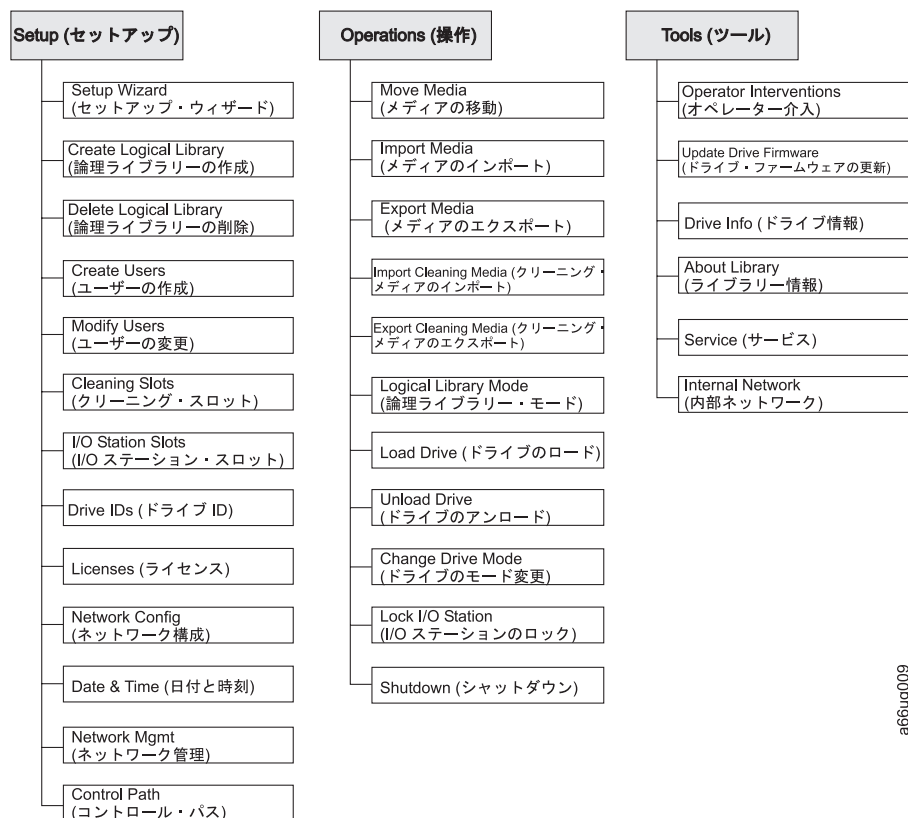 Setup (セットアップ)
Setup Wizard
(セットアップ・ウィザード)
Create Logical Library
(論理ライブラリーの作成)
Delete Logical Library
(論理ライブラリーの削除)
Create Users
(ユーザーの作成)
Modify Users
(ユーザーの変更)
Cleaning Slots
(クリーニング・スロット)
I/O Station Slots
(I/O ステーション・スロット)
Drive IDs (ドライブ ID)
Licenses (ライセンス)
Network Config
(ネットワーク構成)
Date & Time (日付と時刻)
Network Mgmt
(ネットワーク管理)
Control Path
(コントロール・パス)
Operations (操作)
Move Media
(メディアの移動)
Import Media
(メディアのインポート)
Export Media
(メディアのエクスポート)
Import Cleaning Media (クリーニング・
メディアのインポート)
Export Cleaning Media (クリーニング・
メディアのエクスポート)
Logical Library Mode
(論理ライブラリー・モード)
Load Drive (ドライブのロード)
Unload Drive
(ドライブのアンロード)
Change Drive Mode
(ドライブのモード変更)
Lock I/O Station
(I/O ステーションのロック)
Shutdown (シャットダウン)
Tools (ツール)
Operator Interventions
(オペレーター介入)
Update Drive Firmware
(ドライブ・ファームウェアの更新)
Drive Info (ドライブ情報)
About Library
(ライブラリー情報)
Service (サービス)
Internal Network
(内部ネットワーク)
a66ug009